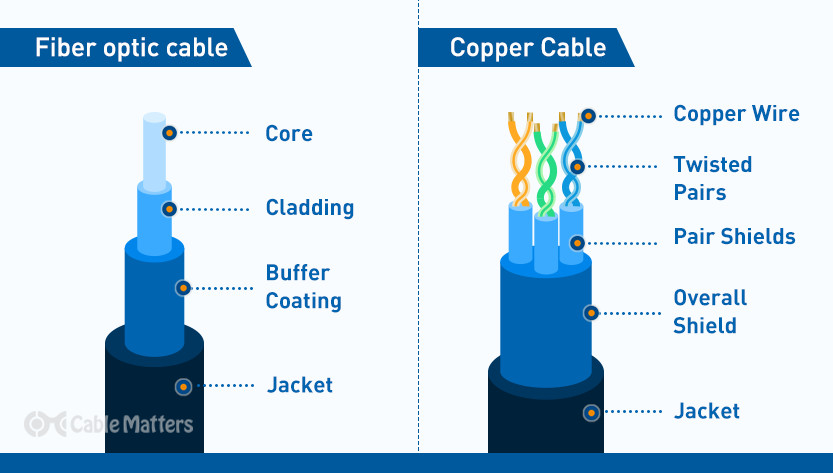 Fiber optic cable
Core
Cladding
Buffer
Coating
Jacket
Cable Matters
Copper Cable
Copper Wire
Twisted
Pairs
Pair Shields
Overall
Shield
Jacket